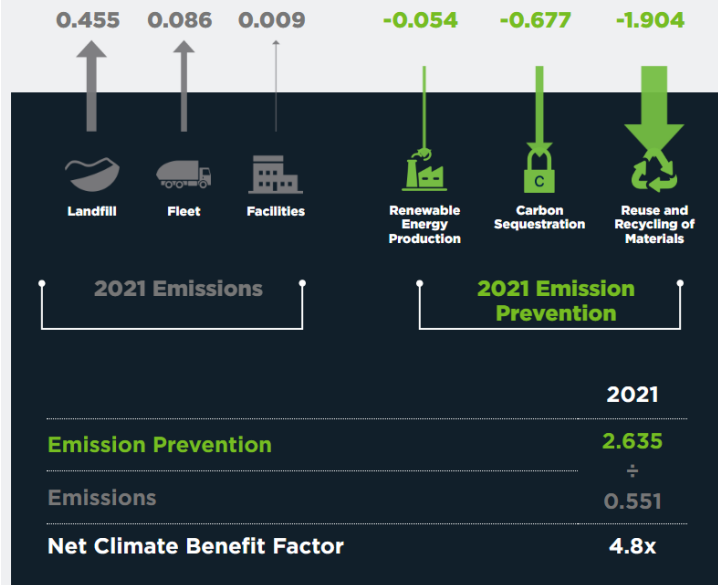 0.455 0.086 0.009 -0.054 -0.677 -1.904
C
Landfill Fleet Facilities Renewable Carbon Reuse and
Energy Sequestration Recycling of
Production Materials
2021 Emissions 2021 Emission
Prevention
2021
Emission Prevention 2.635
÷
Emissions 0.551
Net Climate Benefit Factor 4.8x